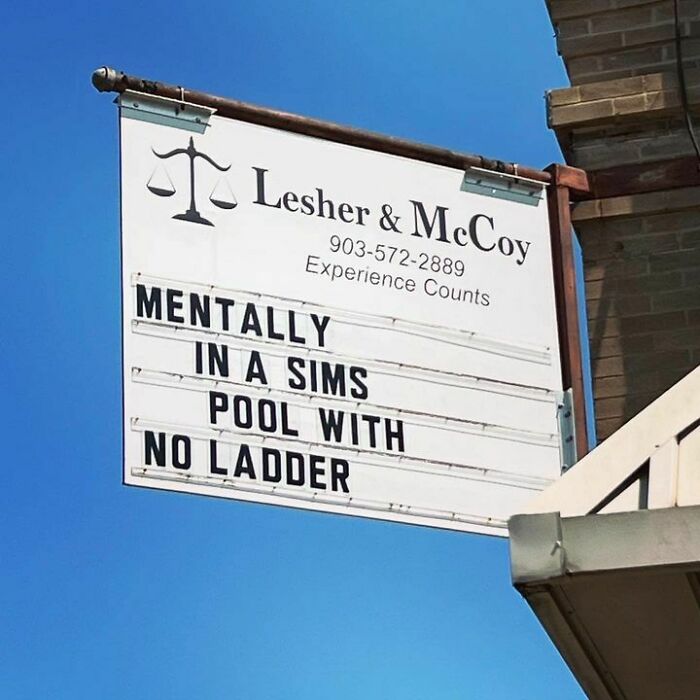 Lesher & McCoy
903-572-2889
Experience Counts
MENTALLY
IN A SIMS
POOL WITH
NO LADDER